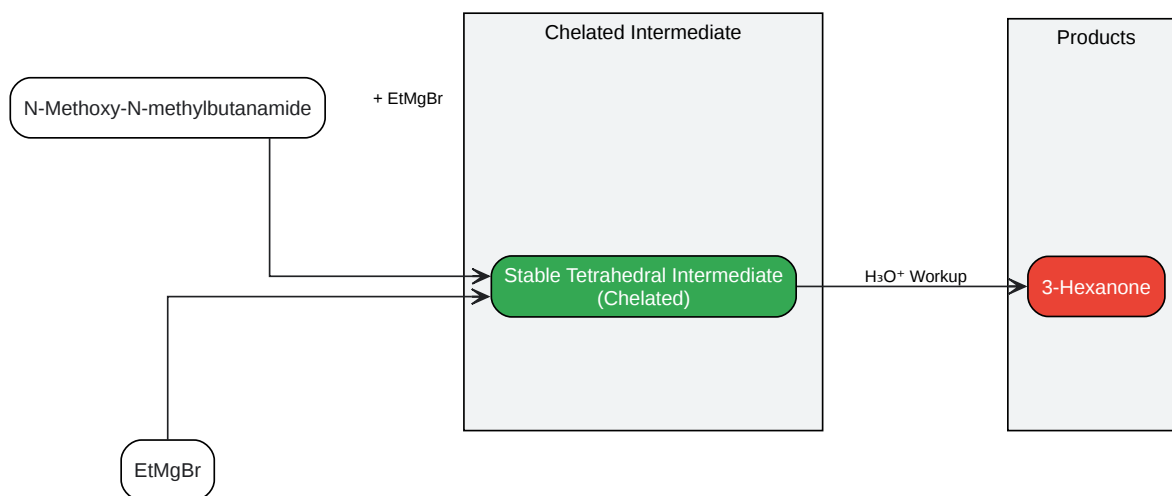 Chelated Intermediate
Products
N-Methoxy-N-methylbutanamide
+ EtMgBr
Stable Tetrahedral Intermediate
(Chelated)
H₃O⁺ Workup
3-Hexanone
EtMgBr